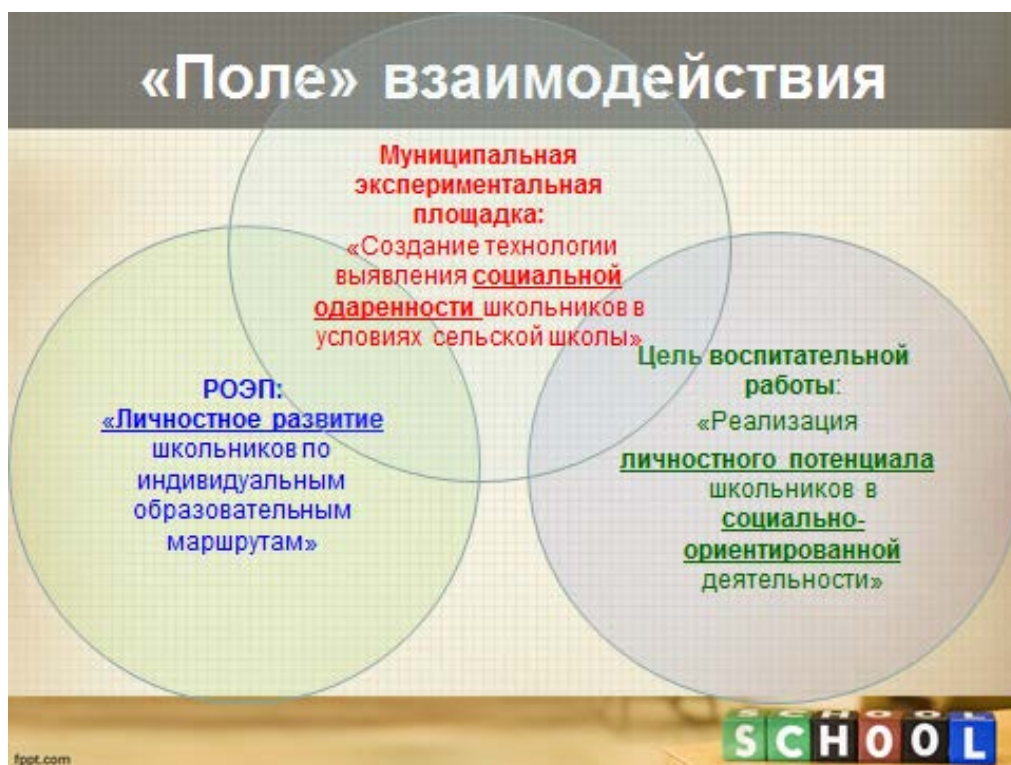 «Поле» взаимодействия
Муниципальная
экспериментальная
площадка:
«Создание технологии
выявления социальной
одаренности школьников в
условиях сельской школы»
РОЭП:
«Личностное развитие
школьников по
индивидуальным
образовательным
маршрутам»
Цель воспитательной
работы:
«Реализация
личностного потенциала
школьников в
социально-
ориентированной
деятельности»
SCHOOL
fppt.com